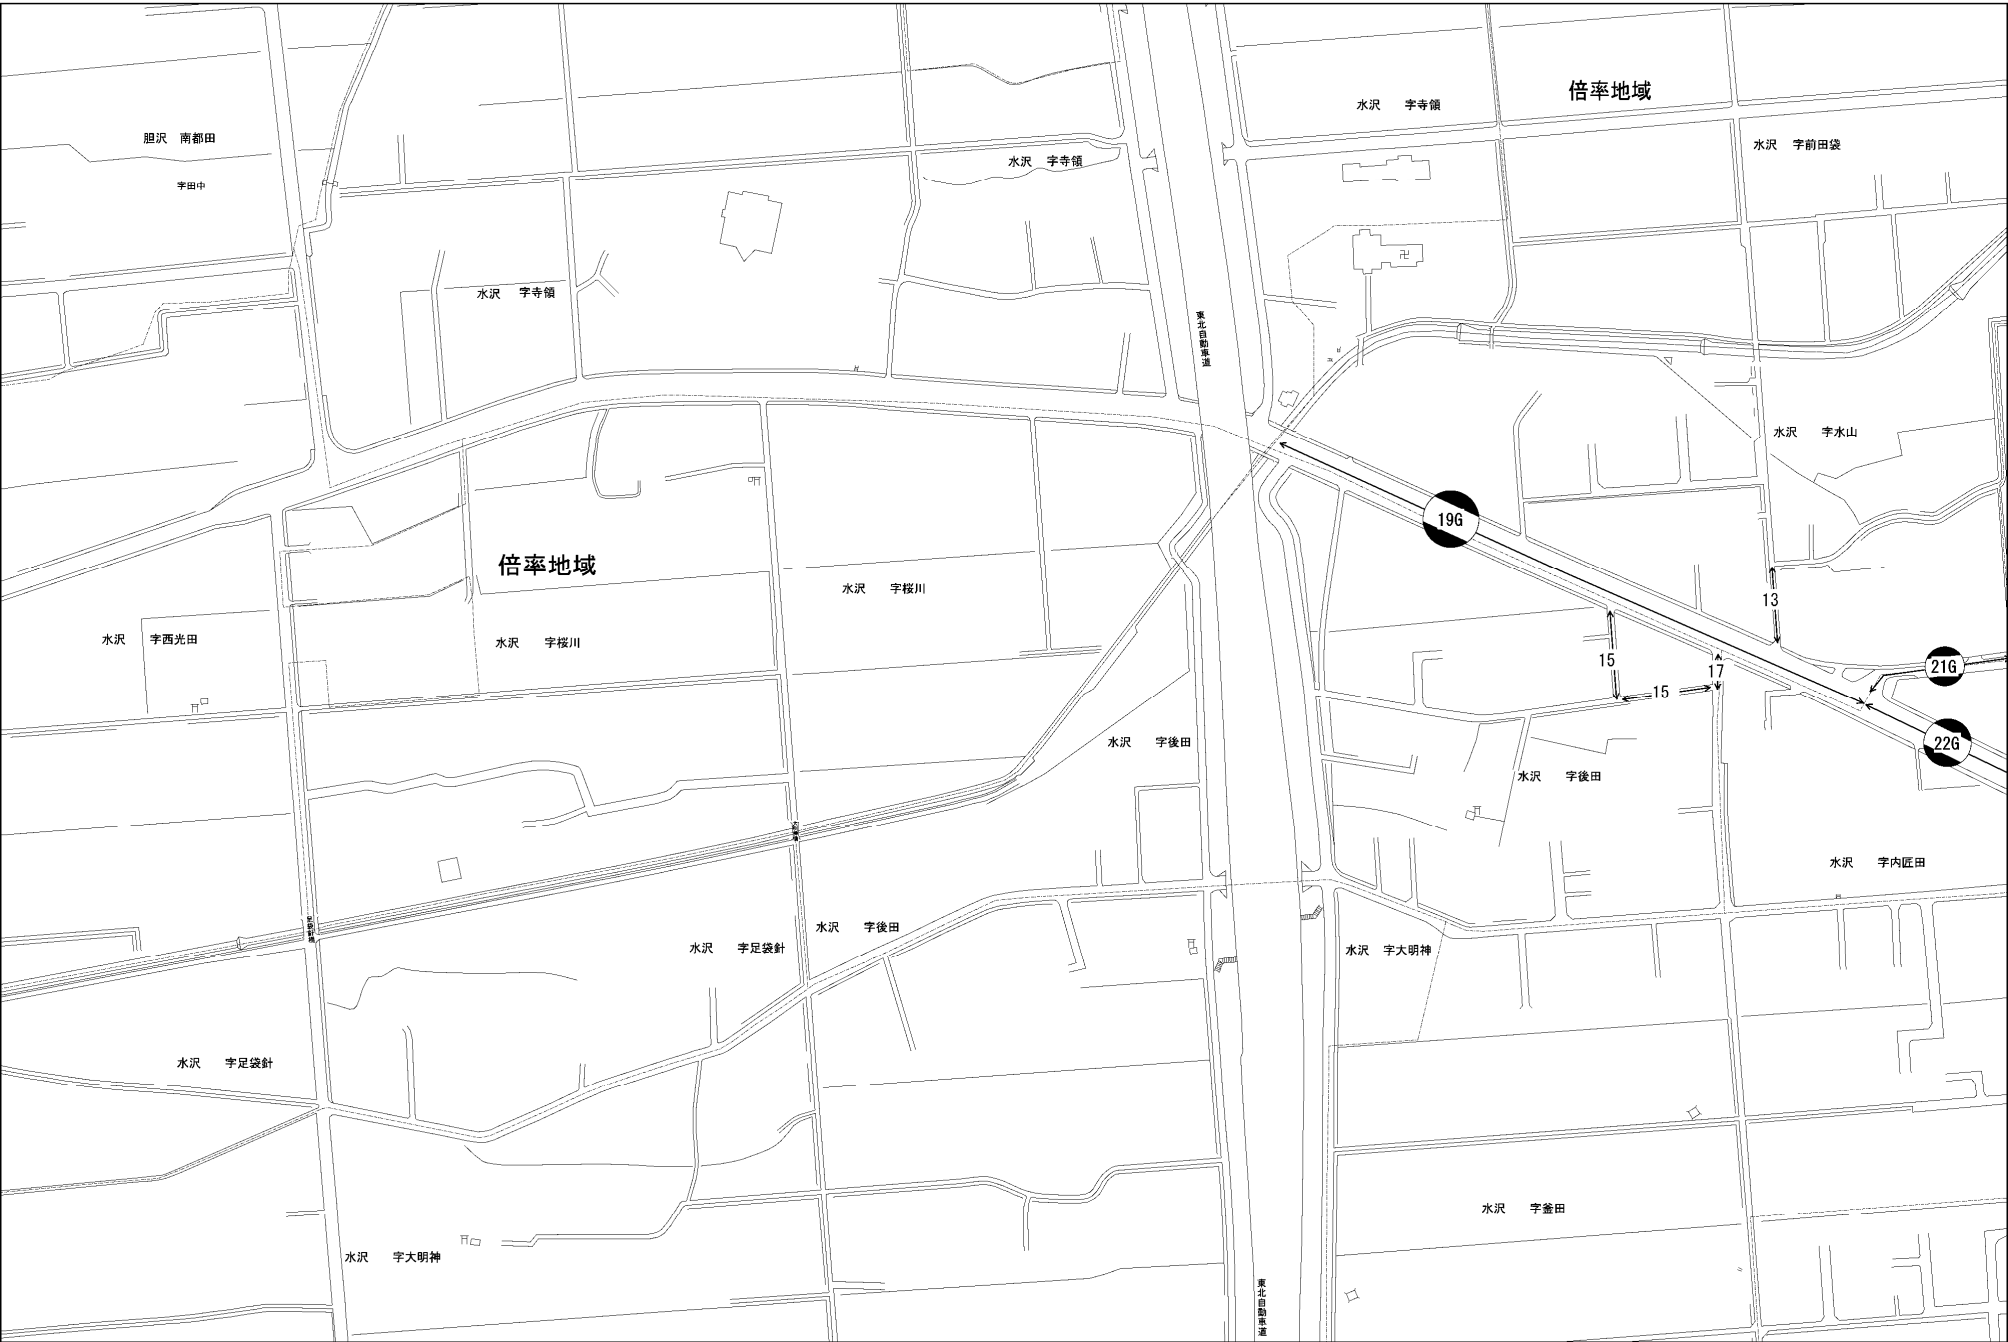 倍率地域
水沢　字寺領
胆沢　南都田
水沢　字前田袋
水沢　字寺領
字田中
水沢　字寺領
東北自動車道
水沢　字水山
19G
倍率地域
水沢　字桜川
13
水沢　字西光田
水沢　字桜川
15
17
21G
15
水沢　字後田
22G
水沢　字後田
水沢　字内匠田
足袋針橋
水沢　字後田
水沢　字足袋針
水沢　字大明神
水沢　字足袋針
水沢　字釜田
水沢　字大明神
東北自動車道